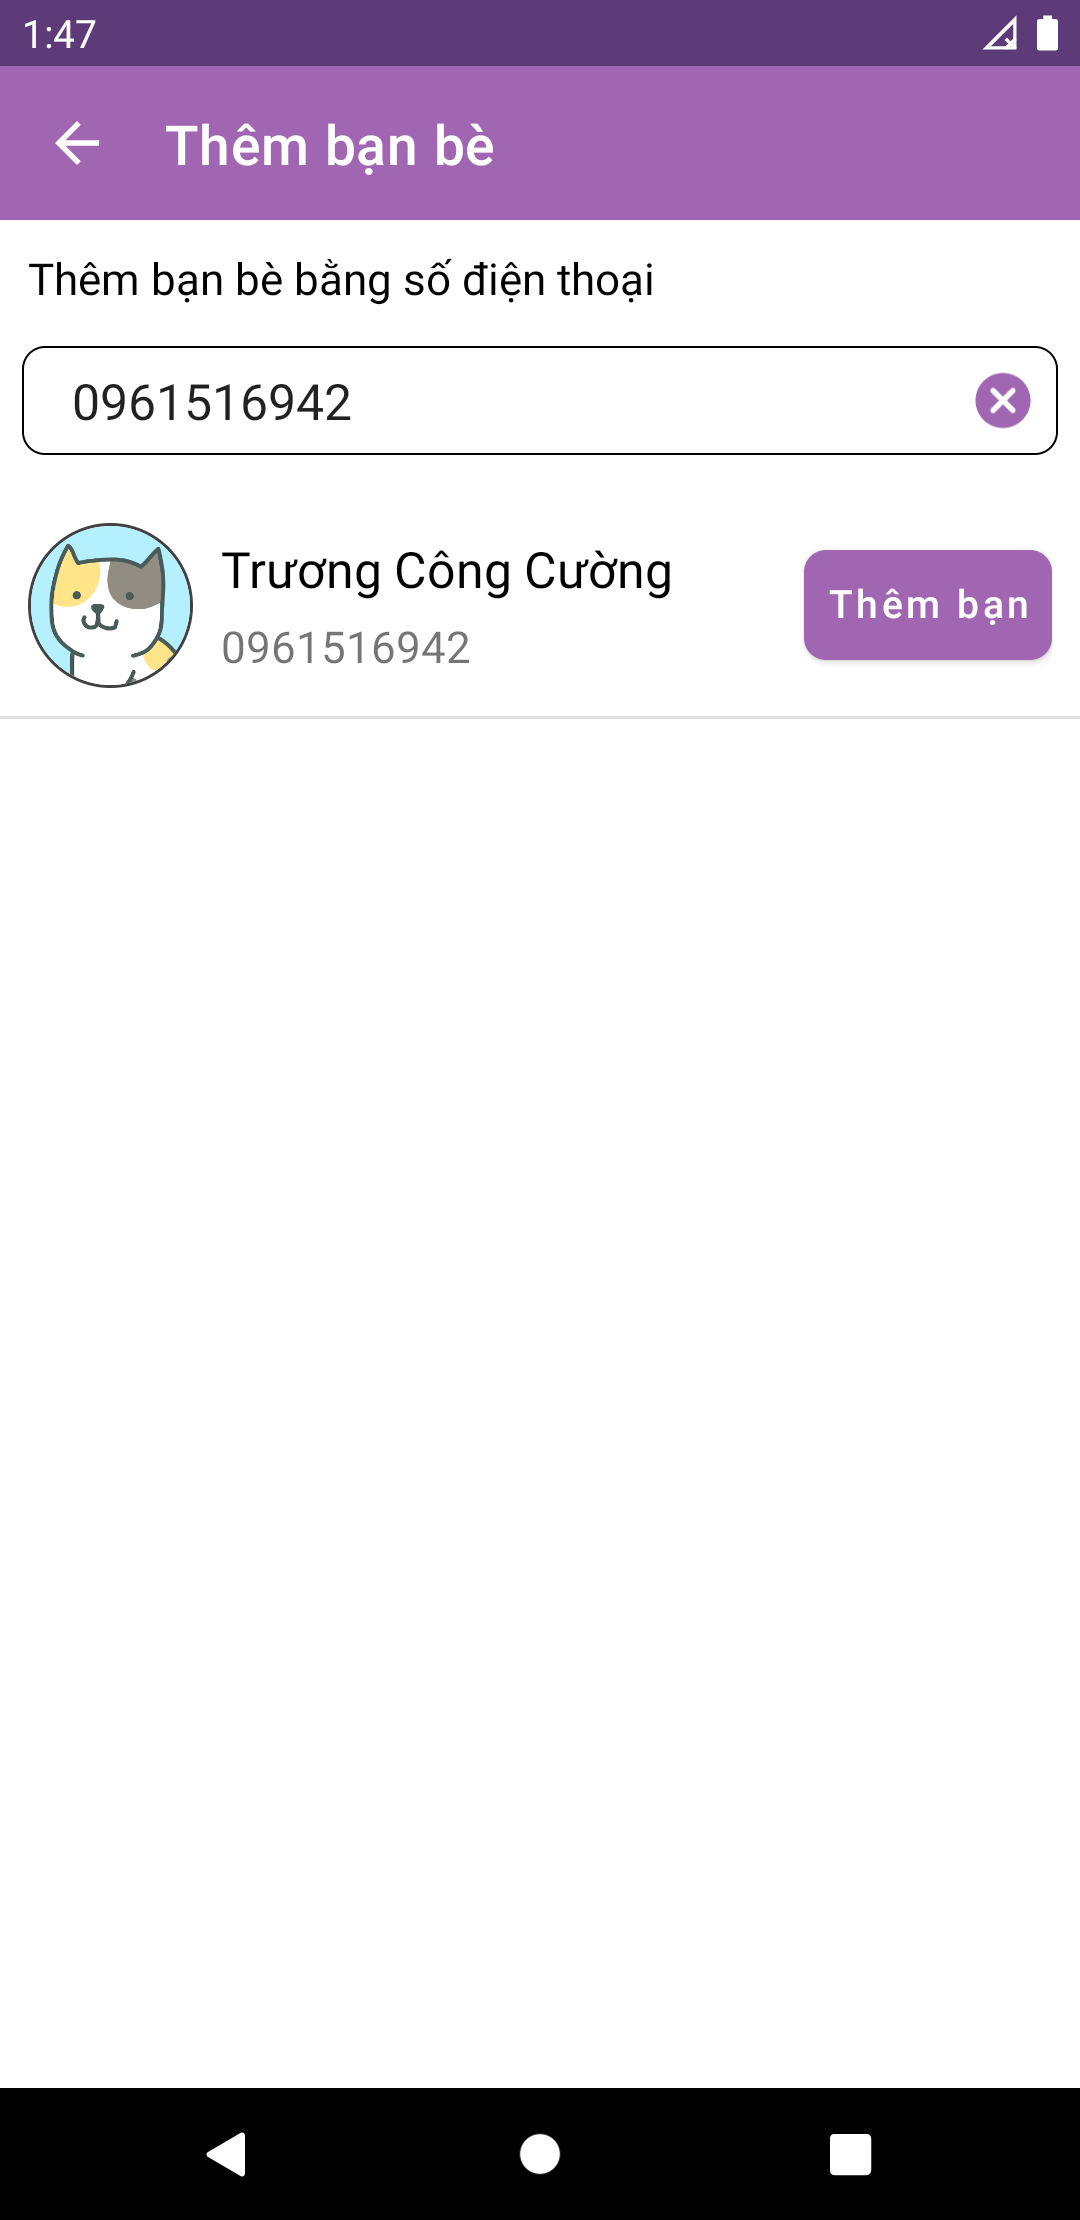 1:47
Thêm bạn bè
Thêm bạn bè bằng số điện thoại
0961516942
Trương Công Cường
0961516942
Thêm bạn